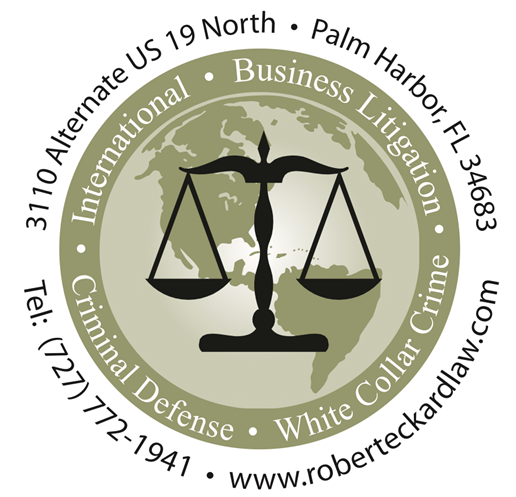 3110 Alternate US 19 North • Palm Harbor, FL 34683
Tel: (727) 772-1941 • www.roberteckardlaw.com
• International • Business Litigation •
Criminal Defense • White Collar Crime